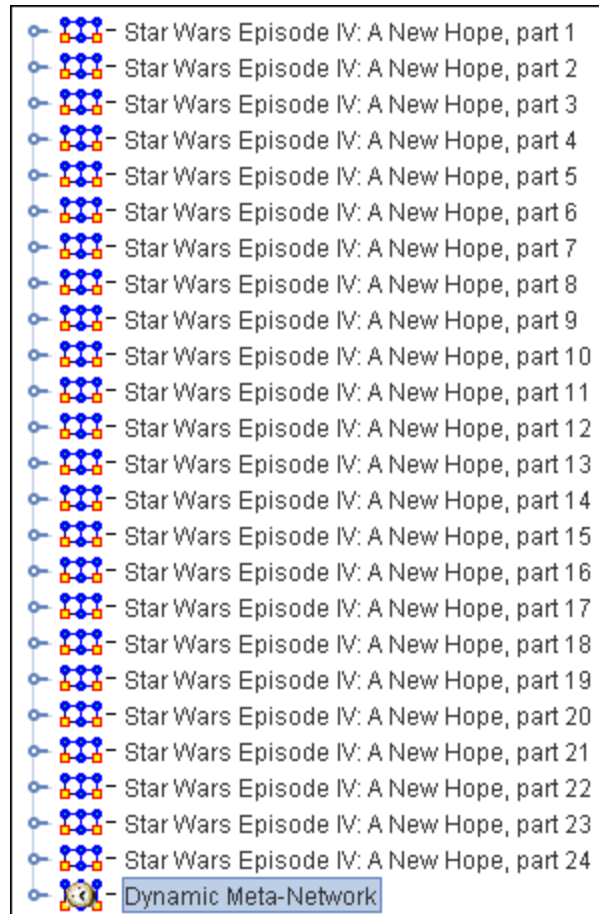 Star Wars Episode IV: A New Hope, part 1
Star Wars Episode IV: A New Hope, part 2
Star Wars Episode IV: A New Hope, part 3
Star Wars Episode IV: A New Hope, part 4
Star Wars Episode IV: A New Hope, part 5
Star Wars Episode IV: A New Hope, part 6
Star Wars Episode IV: A New Hope, part 7
Star Wars Episode IV: A New Hope, part 8
Star Wars Episode IV: A New Hope, part 9
Star Wars Episode IV: A New Hope, part 10
Star Wars Episode IV: A New Hope, part 11
Star Wars Episode IV: A New Hope, part 12
Star Wars Episode IV: A New Hope, part 13
Star Wars Episode IV: A New Hope, part 14
Star Wars Episode IV: A New Hope, part 15
Star Wars Episode IV: A New Hope, part 16
Star Wars Episode IV: A New Hope, part 17
Star Wars Episode IV: A New Hope, part 18
Star Wars Episode IV: A New Hope, part 19
Star Wars Episode IV: A New Hope, part 20
Star Wars Episode IV: A New Hope, part 21
Star Wars Episode IV: A New Hope, part 22
Star Wars Episode IV: A New Hope, part 23
Star Wars Episode IV: A New Hope, part 24
Dynamic Meta-Network